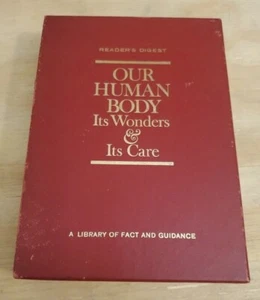 READER'S DIGEST
OUR
HUMAN
BODY
Its Wonders
&
Its Care
A LIBRARY OF FACT AND GUIDANCE